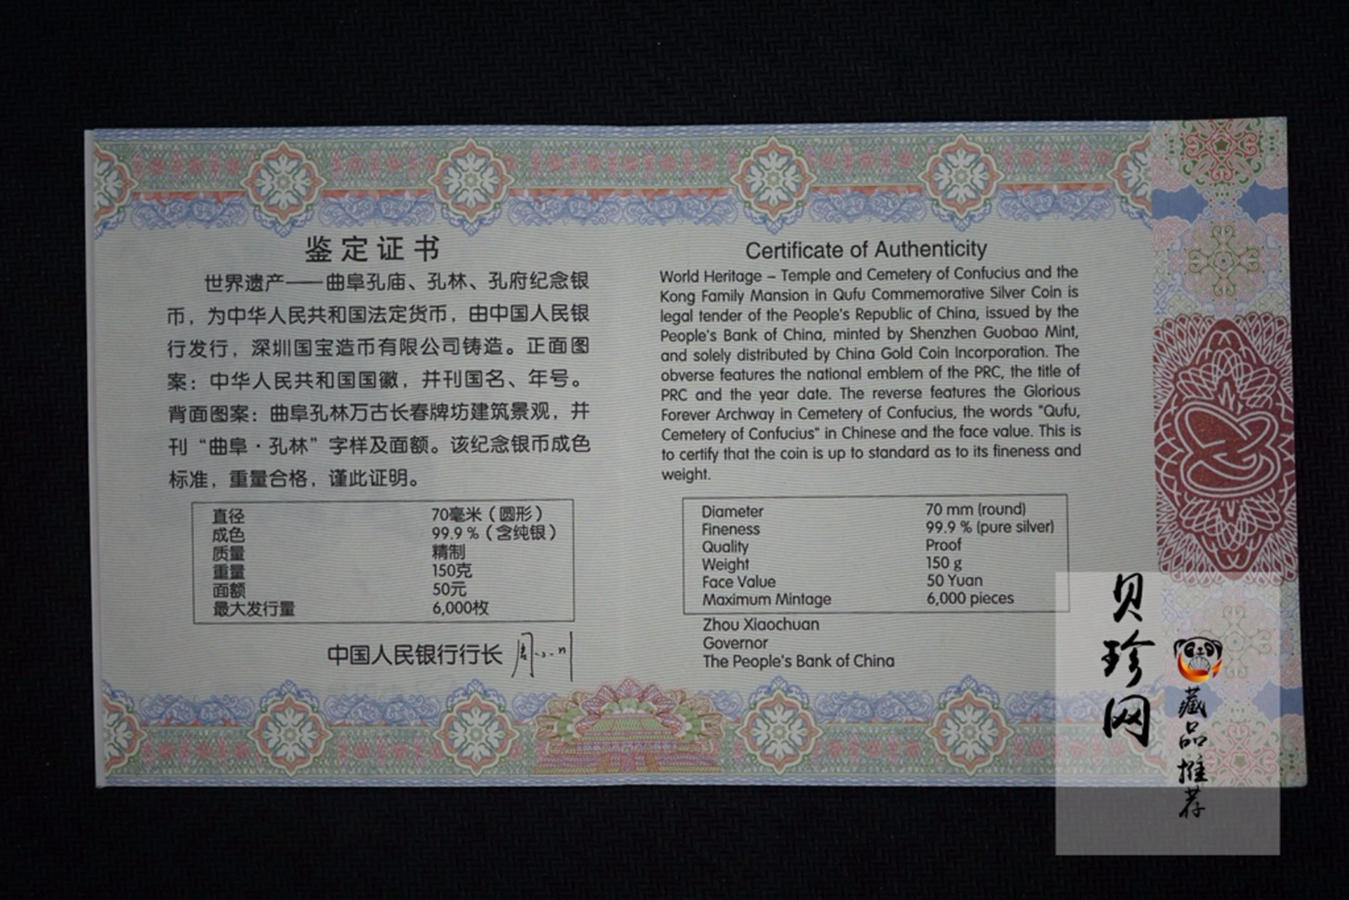 鉴定证书
世界遗产——曲阜孔庙、孔林、孔府纪念银
币，为中华人民共和国法定货币，由中国人民银
行发行，深圳国宝造币有限公司铸造。正面图
案：中华人民共和国国徽，并刊国名、年号。
背面图案：曲阜孔林万古长春牌坊建筑景观，并
刊“曲阜·孔林”字样及面额。该纪念银币成色
标准，重量合格，谨此证明。
直径 70毫米（圆形）
成色 99.9％（含纯银）
质量 精制
重量 150克
面额 50元
最大发行量 6,000枚
中国人民银行行长
Certificate of Authenticity
World Heritage – Temple and Cemetery of Confucius and the
Kong Family Mansion in Qufu Commemorative Silver Coin is
legal tender of the People's Republic of China, issued by the
People's Bank of China, minted by Shenzhen Guobao Mint,
and solely distributed by China Gold Coin Incorporation. The
obverse features the national emblem of the PRC, the title of
PRC and the year date. The reverse features the Glorious
Forever Archway in Cemetery of Confucius, the words "Qufu,
Cemetery of Confucius" in Chinese and the face value. This is
to certify that the coin is up to standard as to its fineness and
weight.
Diameter 70 mm (round)
Fineness 99.9 % (pure silver)
Quality Proof
Weight 150 g
Face Value 50 Yuan
Maximum Mintage 6,000 pieces
Zhou Xiaochuan
Governor
The People's Bank of China
贝珍网
藏品推荐